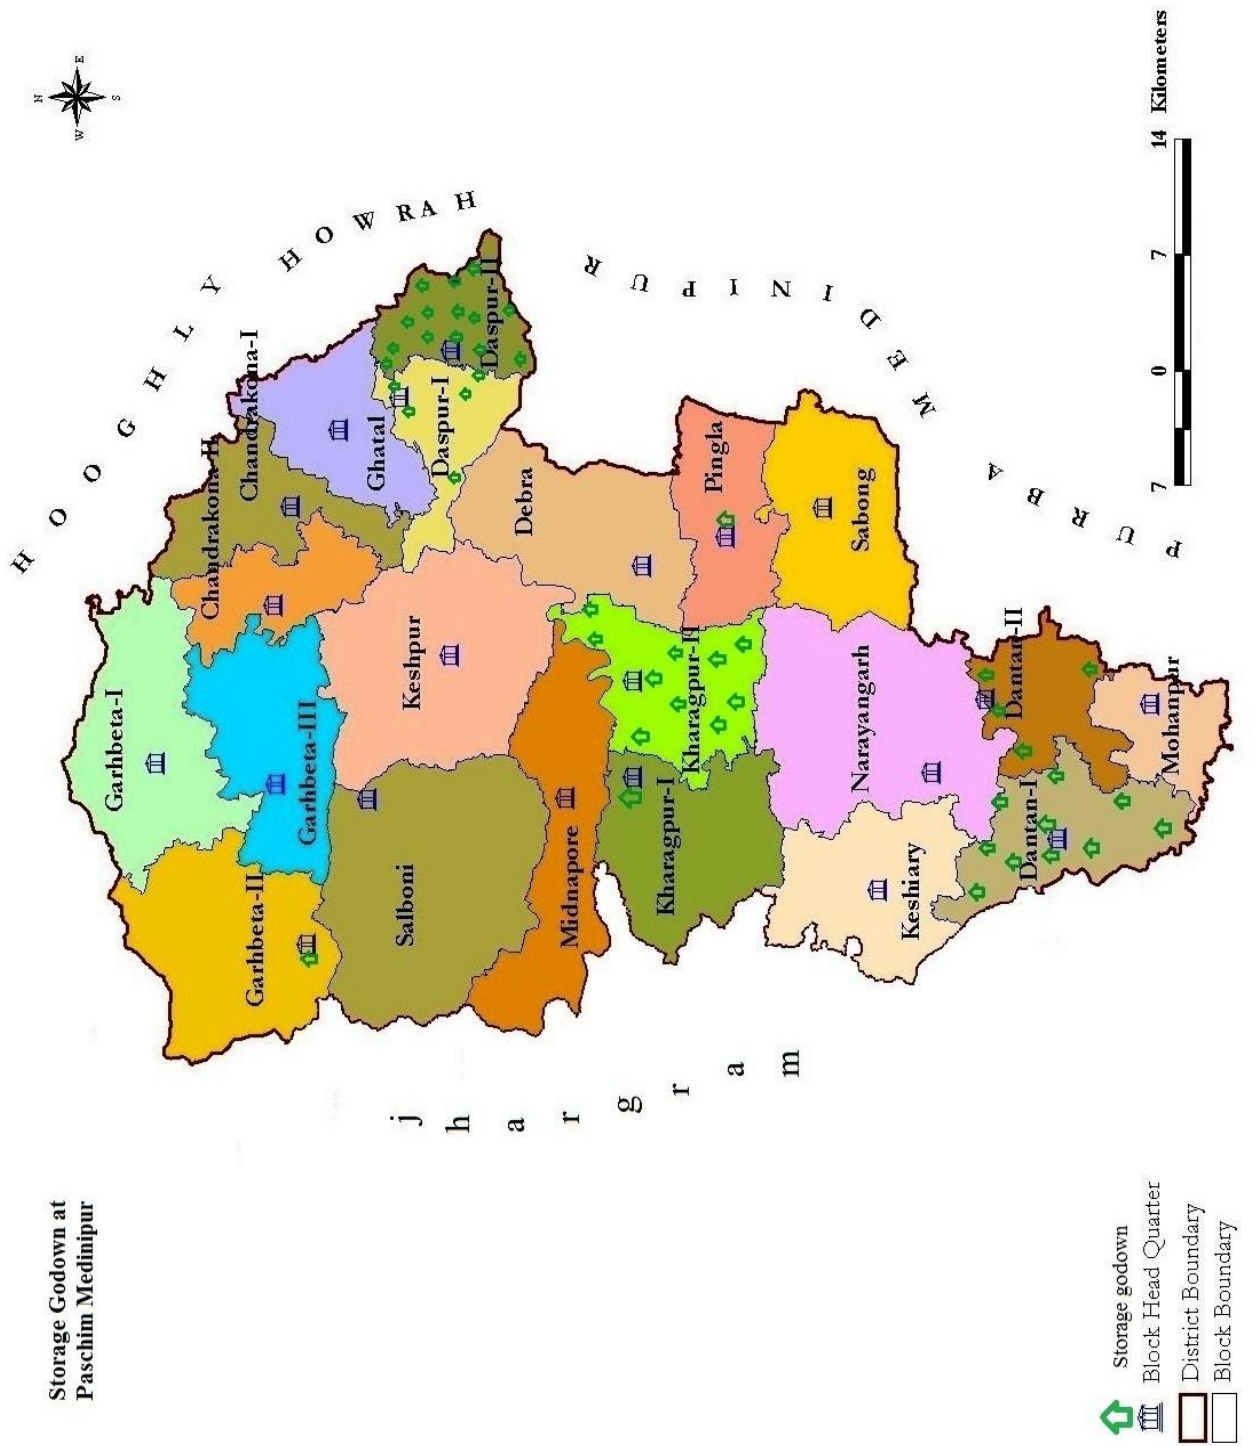 Storage Godown at
Paschim Medinipur
N
W
E
S
HOOGHLY
HOWRAH
PURBA MEDINIPUR
jhargram
Garhbeta-I
Garhbeta-II
Garhbeta-III
Chandrakona-II
Chandrakona-I
Ghatal
Daspur-I
Daspur-II
Keshpur
Salboni
Debra
Midnapore
Pingla
Kharagpur-II
Kharagpur-I
Sabong
Narayangarh
Keshiary
Dantan-II
Dantan-I
Mohanpur
Storage godown
Block Head Quarter
District Boundary
Block Boundary
7 0 7 14 Kilometers